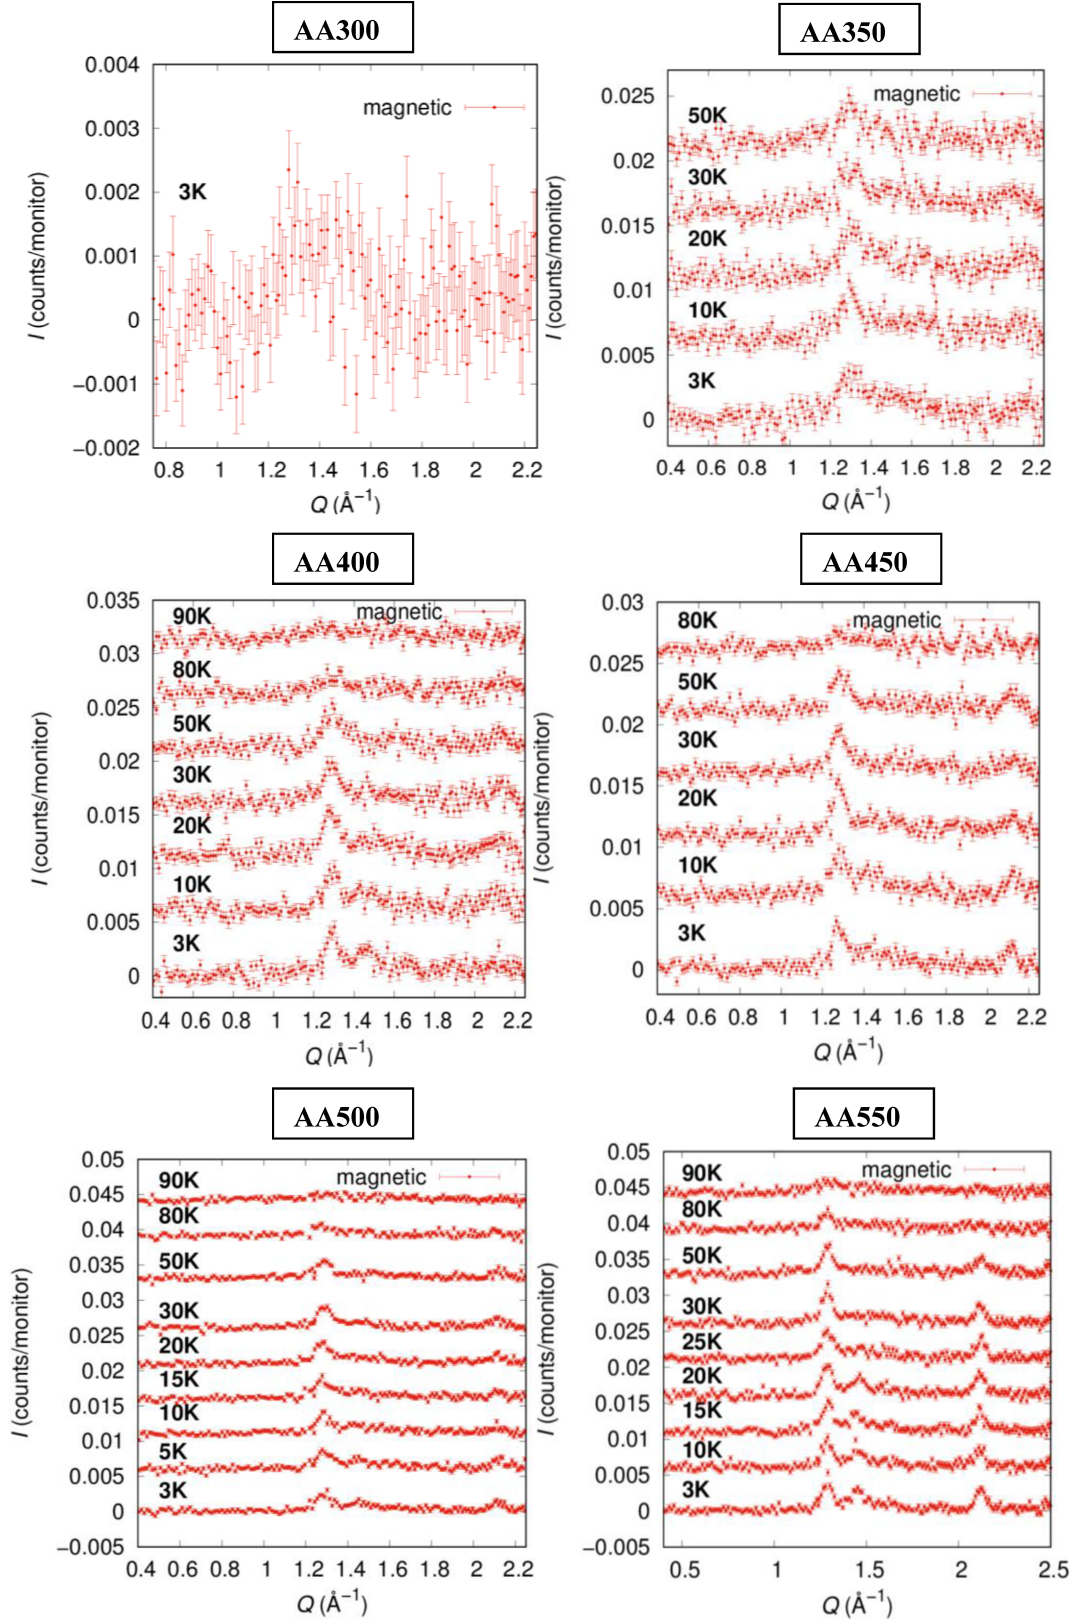 AA300
0.004
0.003
0.002
0.001
0
−0.001
−0.002
I (counts/monitor)
magnetic
3K
0.8 1 1.2 1.4 1.6 1.8 2 2.2
Q (Å−1)
AA350
0.025
0.02
0.015
0.01
0.005
0
I (counts/monitor)
magnetic
50K
30K
20K
10K
3K
0.4 0.6 0.8 1 1.2 1.4 1.6 1.8 2 2.2
Q (Å−1)
AA400
0.035
0.03
0.025
0.02
0.015
0.01
0.005
0
I (counts/monitor)
magnetic
90K
80K
50K
30K
20K
10K
3K
0.4 0.6 0.8 1 1.2 1.4 1.6 1.8 2 2.2
Q (Å−1)
AA450
0.03
0.025
0.02
0.015
0.01
0.005
0
I (counts/monitor)
magnetic
80K
50K
30K
20K
10K
3K
0.4 0.6 0.8 1 1.2 1.4 1.6 1.8 2 2.2
Q (Å−1)
AA500
0.05
0.045
0.04
0.035
0.03
0.025
0.02
0.015
0.01
0.005
0
−0.005
I (counts/monitor)
magnetic
90K
80K
50K
30K
20K
15K
10K
5K
3K
0.4 0.6 0.8 1 1.2 1.4 1.6 1.8 2 2.2
Q (Å−1)
AA550
0.05
0.045
0.04
0.035
0.03
0.025
0.02
0.015
0.01
0.005
0
−0.005
I (counts/monitor)
magnetic
90K
80K
50K
30K
25K
20K
15K
10K
3K
0.5 1 1.5 2 2.5
Q (Å−1)